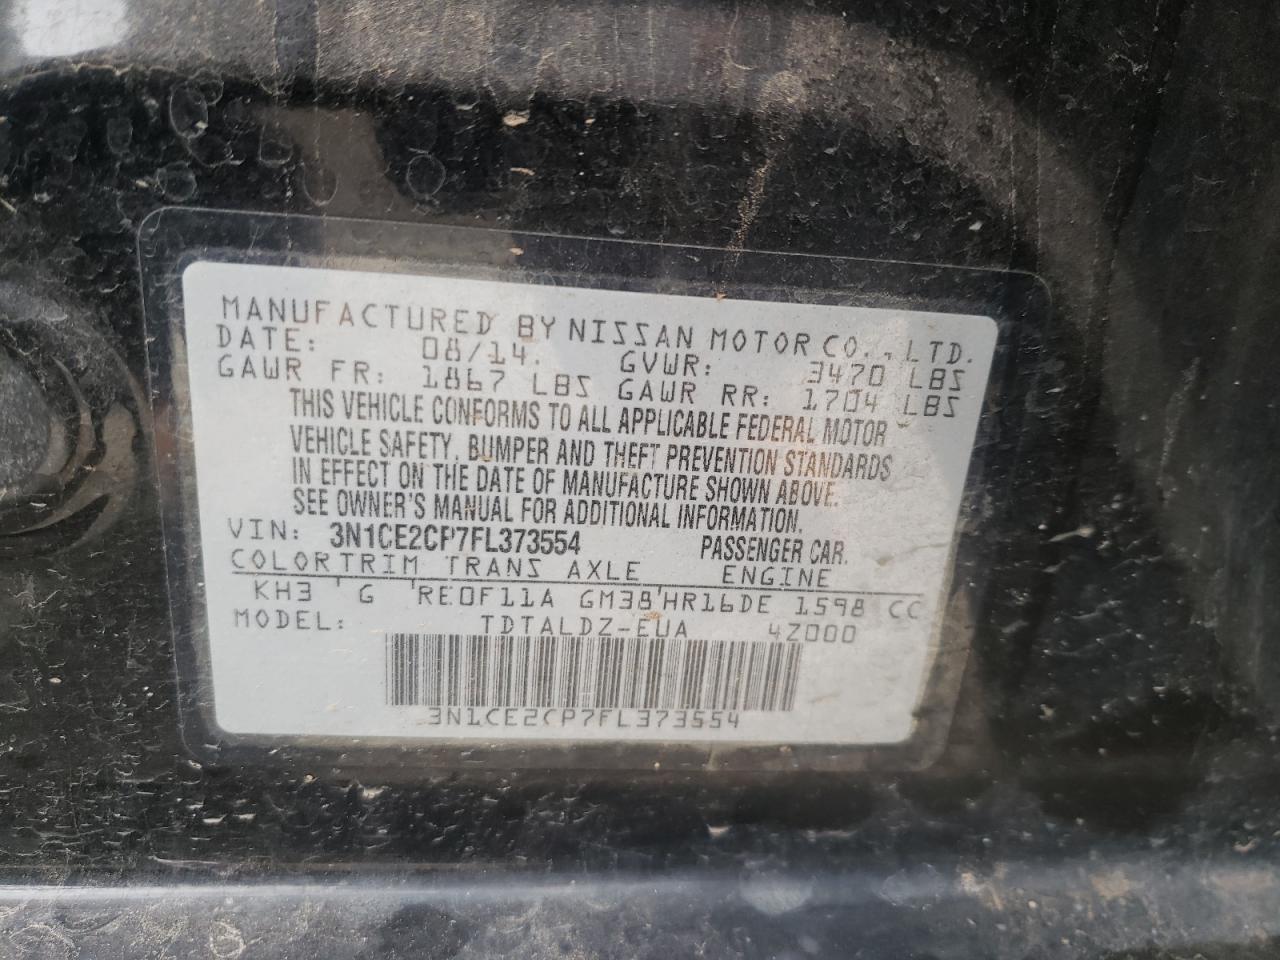 MANUFACTURED BY NISSAN MOTOR CO., LTD.
DATE: 08/14. GVWR: 3470 LBS
GAWR FR: 1867 LBS GAWR RR: 1704 LBS
THIS VEHICLE CONFORMS TO ALL APPLICABLE FEDERAL MOTOR
VEHICLE SAFETY, BUMPER AND THEFT PREVENTION STANDARDS
IN EFFECT ON THE DATE OF MANUFACTURE SHOWN ABOVE.
SEE OWNER'S MANUAL FOR ADDITIONAL INFORMATION.
VIN: 3N1CE2CP7FL373554 PASSENGER CAR.
COLOR TRIM TRANS AXLE ENGINE
KH3 ' G 'RE0F11A GM38'HR16DE 1598 CC
MODEL: TDTALDZ-EUA 4Z000
3N1CE2CP7FL373554